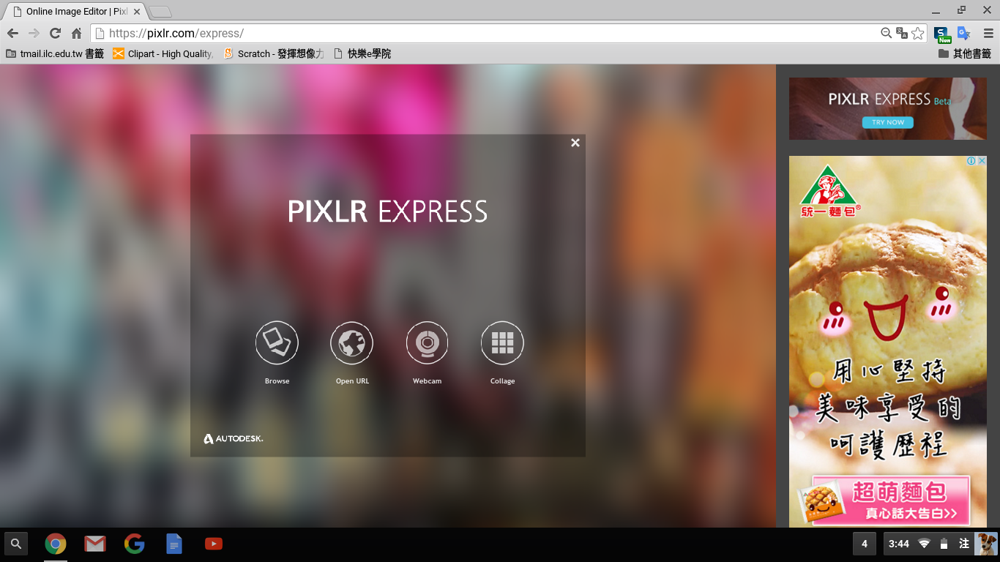 Online Image Editor | Pixl
https://pixlr.com/express/
New
tmail.ilc.edu.tw 書籤
Clipart - High Quality,
Scratch - 發揮想像力
快樂e學院
其他書籤
PIXLR EXPRESS Beta
TRY NOW
PIXLR EXPRESS
統一麵包®
Browse
Open URL
Webcam
Collage
用心堅持
美味享受的
呵護歷程
AUTODESK.
超萌麵包
真心話大告白>>
4
3:44
注